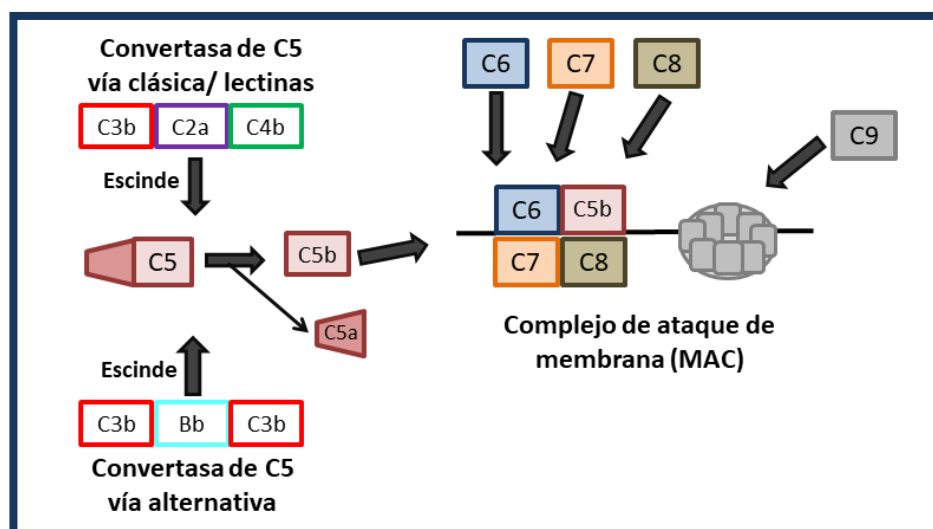 Convertasa de C5
vía clásica/ lectinas
C3b C2a C4b
Escinde
C5
C5b
C5a
Escinde
C3b Bb C3b
Convertasa de C5
vía alternativa
C6 C7 C8
C9
C6 C5b
C7 C8
Complejo de ataque de
membrana (MAC)